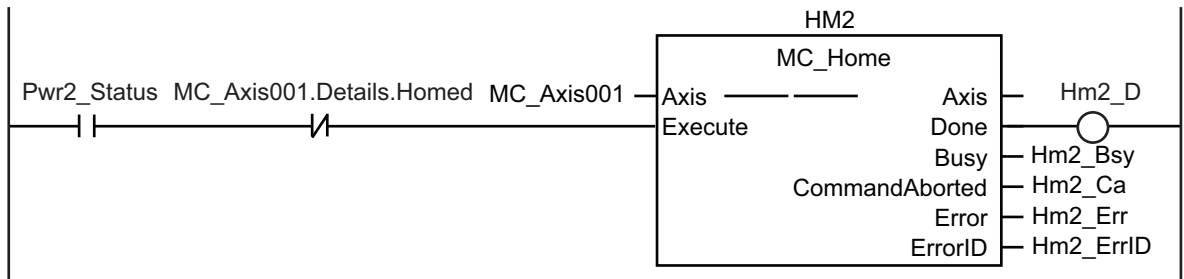 HM2
MC_Home
Pwr2_Status MC_Axis001.Details.Homed MC_Axis001 Axis Axis Hm2_D
Execute Done
Busy Hm2_Bsy
CommandAborted Hm2_Ca
Error Hm2_Err
ErrorID Hm2_ErrID